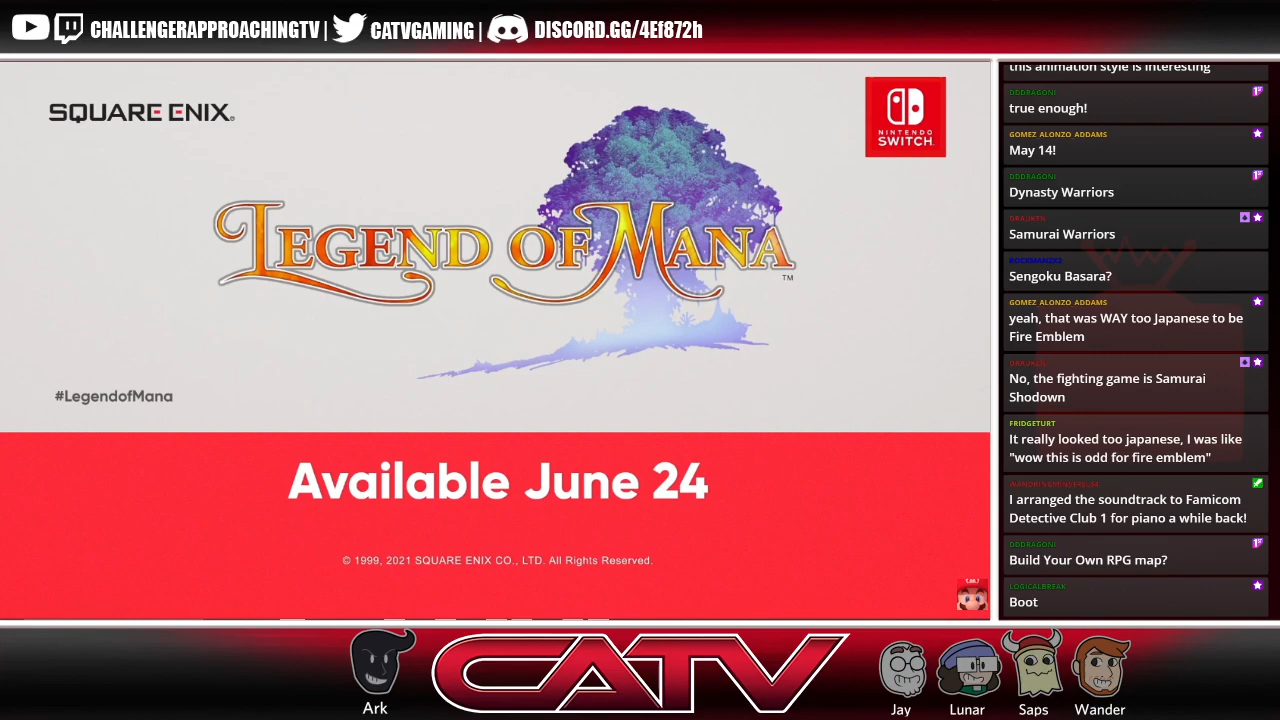 CHALLENGERAPPROACHINGTV | CATVGAMING | DISCORD.GG/4Ef872h
SQUARE ENIX®
NINTENDO
SWITCH
LEGEND OF MANA™
#LegendofMana
Available June 24
© 1999, 2021 SQUARE ENIX CO., LTD. All Rights Reserved.
this animation style is interesting
DDDRAGONI
true enough!
GOMEZ ALONZO ADDAMS
May 14!
DDDRAGONI
Dynasty Warriors
Samurai Warriors
Sengoku Basara?
GOMEZ ALONZO ADDAMS
yeah, that was WAY too Japanese to be
Fire Emblem
No, the fighting game is Samurai
Shodown
FRIDGETURT
It really looked too japanese, I was like
"wow this is odd for fire emblem"
I arranged the soundtrack to Famicom
Detective Club 1 for piano a while back!
DDDRAGONI
Build Your Own RPG map?
LOGICALBREAK
Boot
Ark
CATV
Jay
Lunar
Saps
Wander